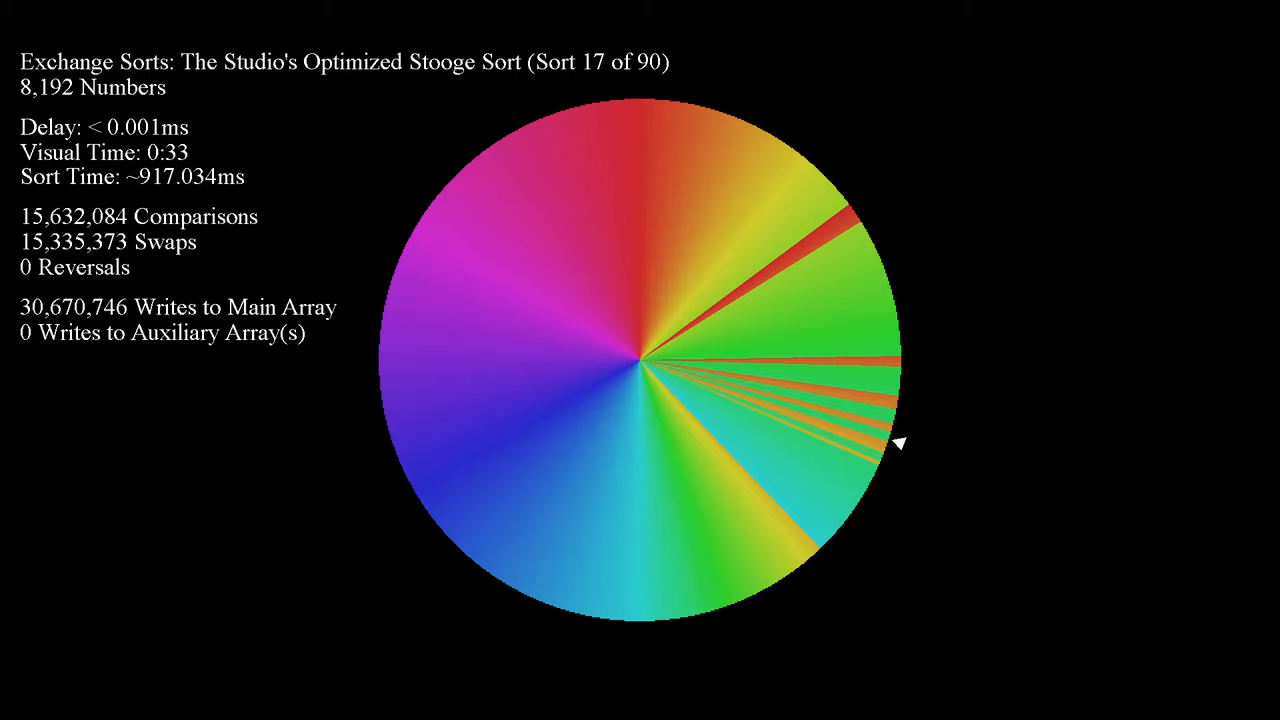 Exchange Sorts: The Studio's Optimized Stooge Sort (Sort 17 of 90)
8,192 Numbers
Delay: < 0.001ms
Visual Time: 0:33
Sort Time: ~917.034ms
15,632,084 Comparisons
15,335,373 Swaps
0 Reversals
30,670,746 Writes to Main Array
0 Writes to Auxiliary Array(s)